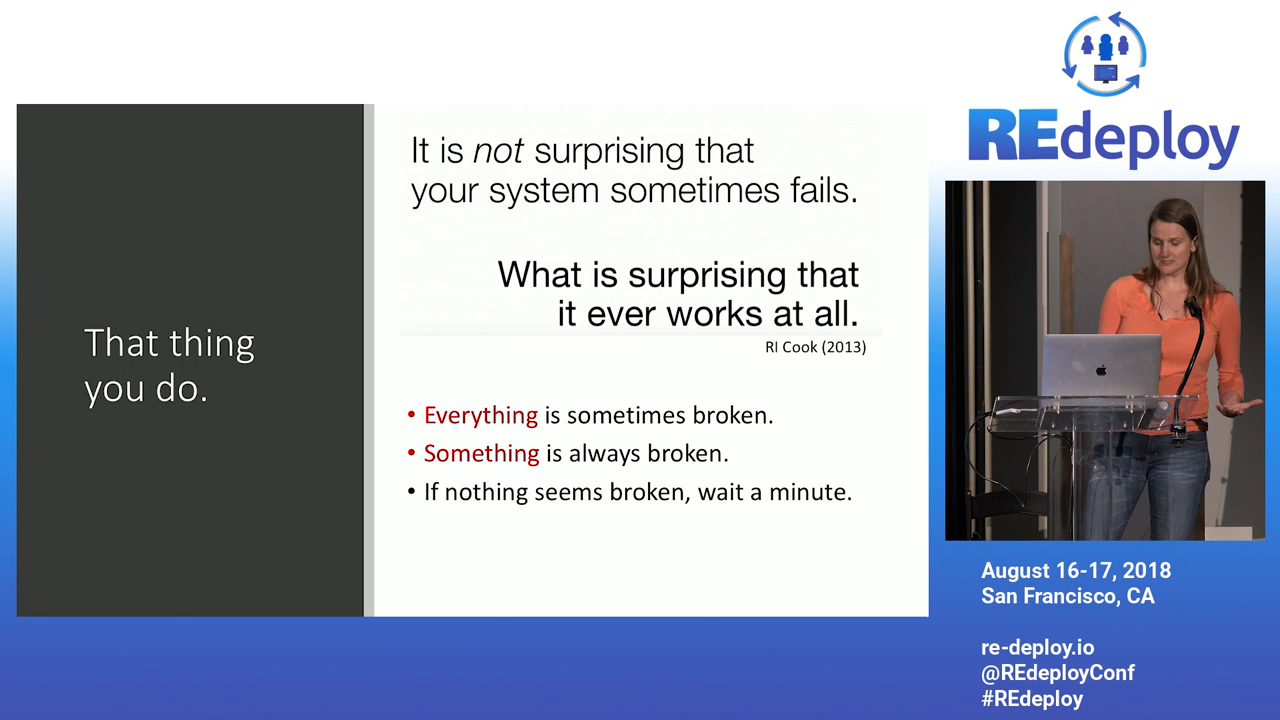 That thing
you do.
It is not surprising that
your system sometimes fails.
What is surprising that
it ever works at all.
RI Cook (2013)
• Everything is sometimes broken.
• Something is always broken.
• If nothing seems broken, wait a minute.
REdeploy
August 16-17, 2018
San Francisco, CA
re-deploy.io
@REdeployConf
#REdeploy